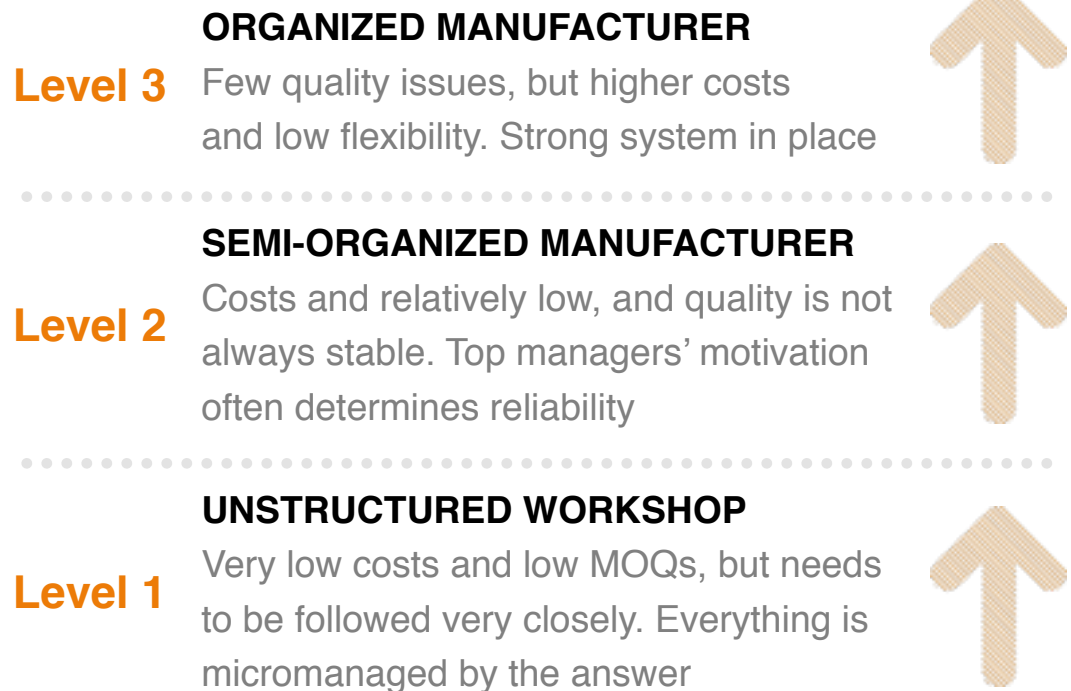 ORGANIZED MANUFACTURER
Level 3
Few quality issues, but higher costs
and low flexibility. Strong system in place
SEMI-ORGANIZED MANUFACTURER
Level 2
Costs and relatively low, and quality is not
always stable. Top managers’ motivation
often determines reliability
UNSTRUCTURED WORKSHOP
Level 1
Very low costs and low MOQs, but needs
to be followed very closely. Everything is
micromanaged by the answer